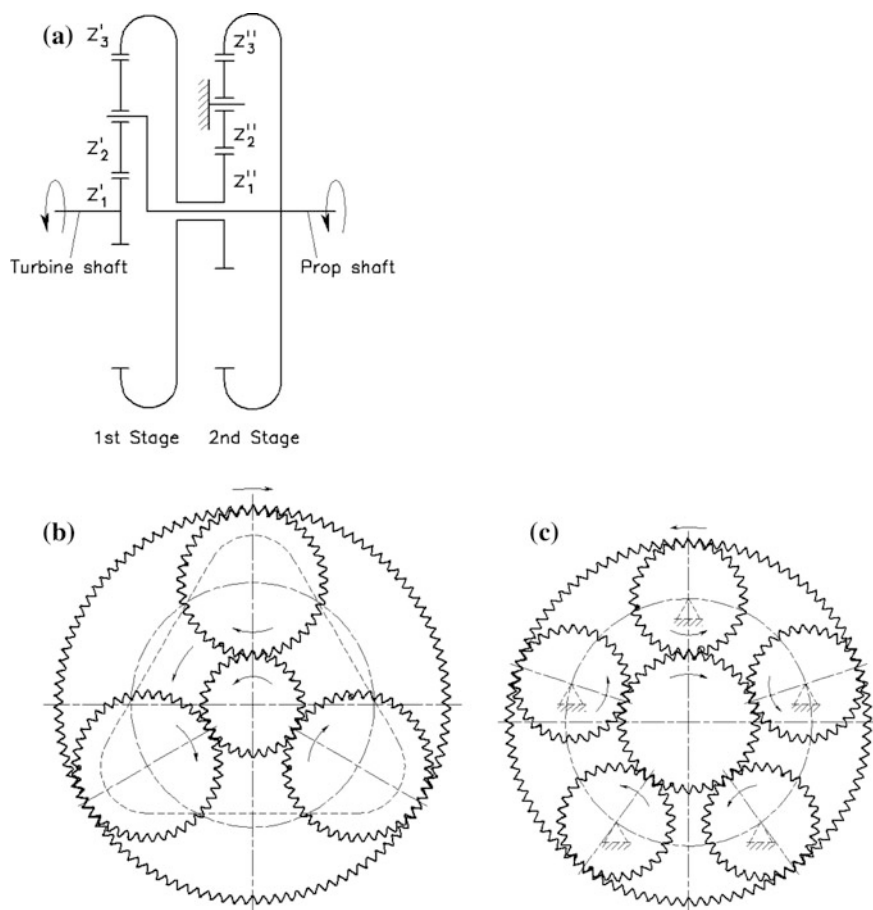 (a)
Z'3
Z''3
Z'2
Z''2
Z'1
Z''1
Turbine shaft
Prop shaft
1st Stage
2nd Stage
(b)
(c)